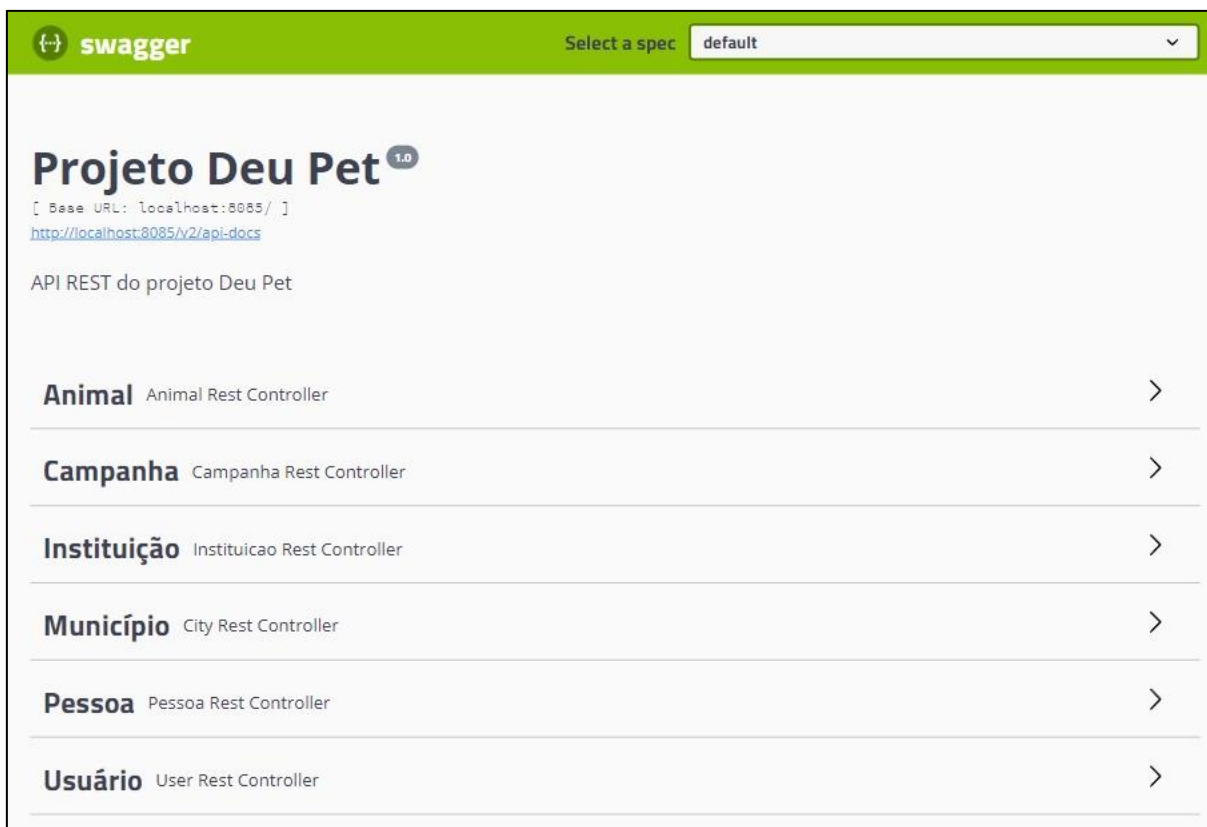 {···} swagger
Select a spec default
Projeto Deu Pet 1.0
[ Base URL: localhost:8085/ ]
http://localhost:8085/v2/api-docs
API REST do projeto Deu Pet
Animal Animal Rest Controller
Campanha Campanha Rest Controller
Instituição Instituicao Rest Controller
Município City Rest Controller
Pessoa Pessoa Rest Controller
Usuário User Rest Controller